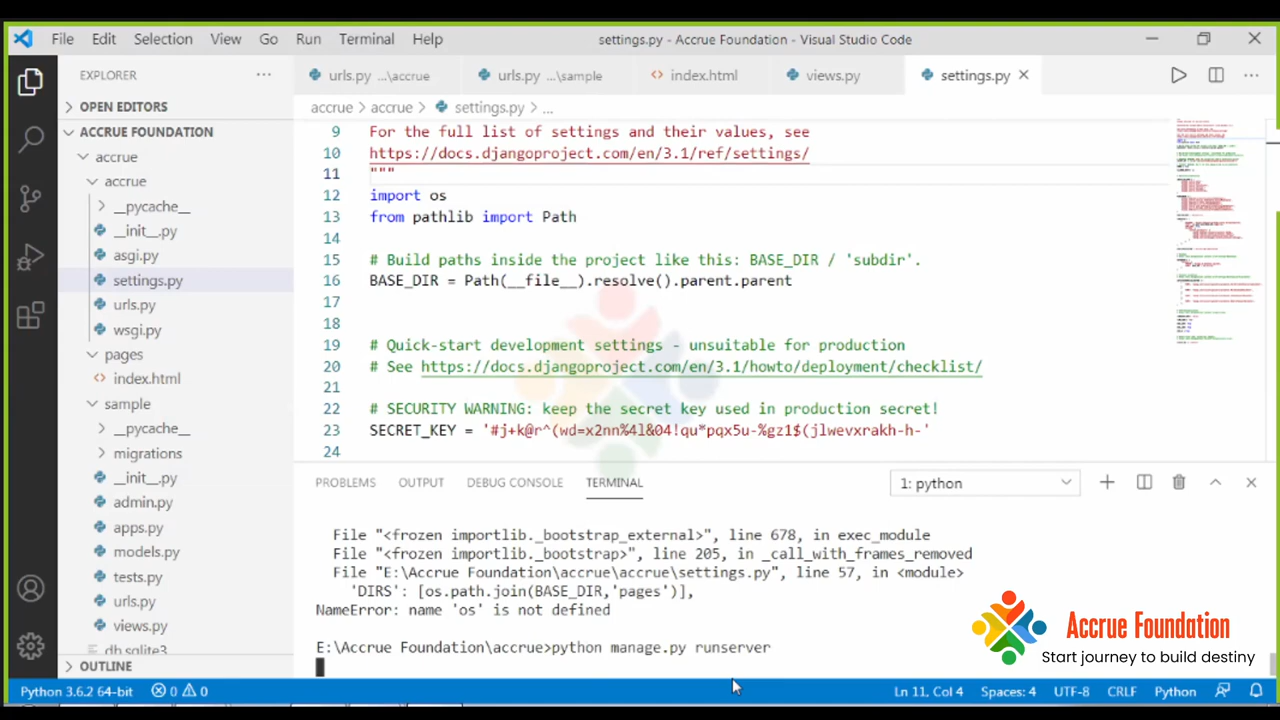 File Edit Selection View Go Run Terminal Help
settings.py - Accrue Foundation - Visual Studio Code
EXPLORER
OPEN EDITORS
ACCRUE FOUNDATION
accrue
accrue
__pycache__
__init__.py
asgi.py
settings.py
urls.py
wsgi.py
pages
index.html
sample
__pycache__
migrations
__init__.py
admin.py
apps.py
models.py
tests.py
urls.py
views.py
db.sqlite3
OUTLINE
urls.py ...\accrue urls.py ...\sample index.html views.py settings.py
accrue > accrue > settings.py > ...
9 For the full list of settings and their values, see
10 https://docs.djangoproject.com/en/3.1/ref/settings/
11 """
12 import os
13 from pathlib import Path
14
15 # Build paths inside the project like this: BASE_DIR / 'subdir'.
16 BASE_DIR = Path(__file__).resolve().parent.parent
17
18
19 # Quick-start development settings - unsuitable for production
20 # See https://docs.djangoproject.com/en/3.1/howto/deployment/checklist/
21
22 # SECURITY WARNING: keep the secret key used in production secret!
23 SECRET_KEY = '#j+k@r^(wd=x2nn%4l&04!qu*pqx5u-%gz1$(jlwevxrakh-h-'
24
PROBLEMS OUTPUT DEBUG CONSOLE TERMINAL
1: python
File "<frozen importlib._bootstrap_external>", line 678, in exec_module
File "<frozen importlib._bootstrap>", line 205, in _call_with_frames_removed
File "E:\Accrue Foundation\accrue\accrue\settings.py", line 57, in <module>
'DIRS': [os.path.join(BASE_DIR,'pages')],
NameError: name 'os' is not defined
E:\Accrue Foundation\accrue>python manage.py runserver
Accrue Foundation
Start journey to build destiny
Python 3.6.2 64-bit 0 0
Ln 11, Col 4 Spaces: 4 UTF-8 CRLF Python